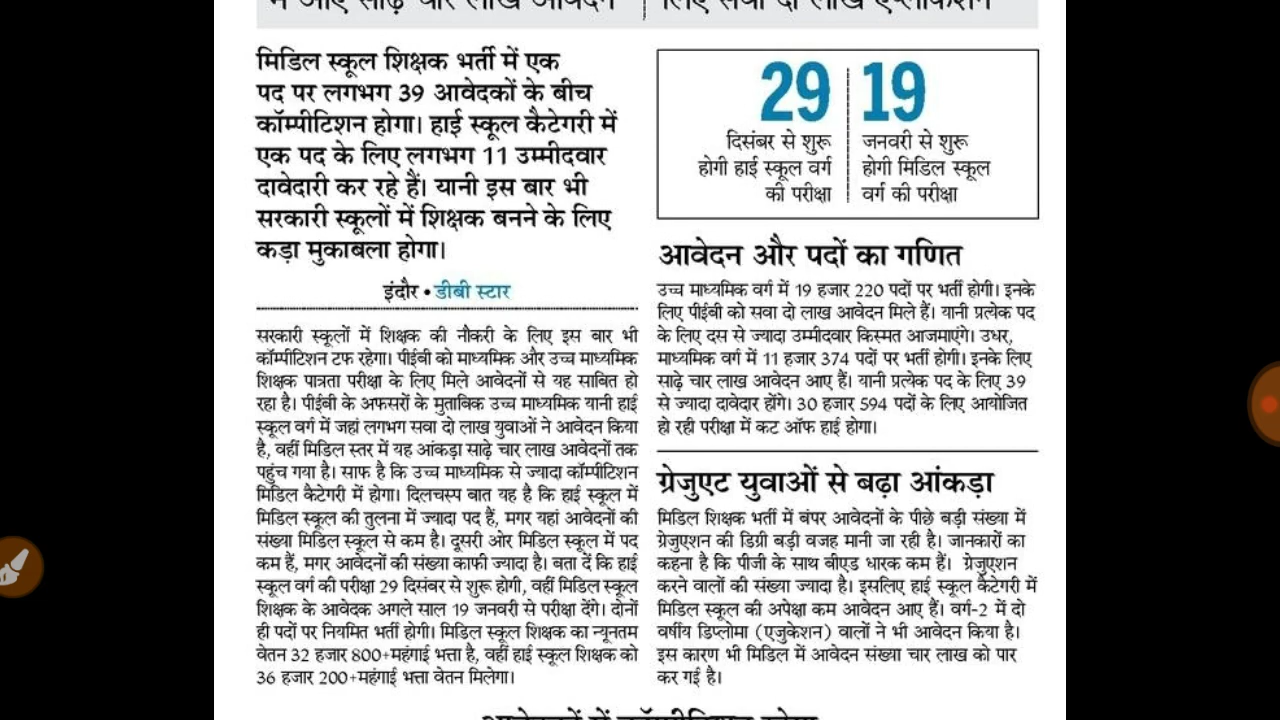 में आए साढ़े चार लाख आवेदन
लिए सवा दो लाख एप्लीकेशन
मिडिल स्कूल शिक्षक भर्ती में एक
पद पर लगभग 39 आवेदकों के बीच
कॉम्पीटिशन होगा। हाई स्कूल कैटेगरी में
एक पद के लिए लगभग 11 उम्मीदवार
दावेदारी कर रहे हैं। यानी इस बार भी
सरकारी स्कूलों में शिक्षक बनने के लिए
कड़ा मुकाबला होगा।
इंदौर • डीबी स्टार
सरकारी स्कूलों में शिक्षक की नौकरी के लिए इस बार भी
कॉम्पीटिशन टफ रहेगा। पीईबी को माध्यमिक और उच्च माध्यमिक
शिक्षक पात्रता परीक्षा के लिए मिले आवेदनों से यह साबित हो
रहा है। पीईबी के अफसरों के मुताबिक उच्च माध्यमिक यानी हाई
स्कूल वर्ग में जहां लगभग सवा दो लाख युवाओं ने आवेदन किया
है, वहीं मिडिल स्तर में यह आंकड़ा साढ़े चार लाख आवेदनों तक
पहुंच गया है। साफ है कि उच्च माध्यमिक से ज्यादा कॉम्पीटिशन
मिडिल कैटेगरी में होगा। दिलचस्प बात यह है कि हाई स्कूल में
मिडिल स्कूल की तुलना में ज्यादा पद हैं, मगर यहां आवेदनों की
संख्या मिडिल स्कूल से कम है। दूसरी ओर मिडिल स्कूल में पद
कम हैं, मगर आवेदनों की संख्या काफी ज्यादा है। बता दें कि हाई
स्कूल वर्ग की परीक्षा 29 दिसंबर से शुरू होगी, वहीं मिडिल स्कूल
शिक्षक के आवेदक अगले साल 19 जनवरी से परीक्षा देंगे। दोनों
ही पदों पर नियमित भर्ती होगी। मिडिल स्कूल शिक्षक का न्यूनतम
वेतन 32 हजार 800+महंगाई भत्ता है, वहीं हाई स्कूल शिक्षक को
36 हजार 200+महंगाई भत्ता वेतन मिलेगा।
29
दिसंबर से शुरू
होगी हाई स्कूल वर्ग
की परीक्षा
19
जनवरी से शुरू
होगी मिडिल स्कूल
वर्ग की परीक्षा
आवेदन और पदों का गणित
उच्च माध्यमिक वर्ग में 19 हजार 220 पदों पर भर्ती होगी। इनके
लिए पीईबी को सवा दो लाख आवेदन मिले हैं। यानी प्रत्येक पद
के लिए दस से ज्यादा उम्मीदवार किस्मत आजमाएंगे। उधर,
माध्यमिक वर्ग में 11 हजार 374 पदों पर भर्ती होगी। इनके लिए
साढ़े चार लाख आवेदन आए हैं। यानी प्रत्येक पद के लिए 39
से ज्यादा दावेदार होंगे। 30 हजार 594 पदों के लिए आयोजित
हो रही परीक्षा में कट ऑफ हाई होगा।
ग्रेजुएट युवाओं से बढ़ा आंकड़ा
मिडिल शिक्षक भर्ती में बंपर आवेदनों के पीछे बड़ी संख्या में
ग्रेजुएशन की डिग्री बड़ी वजह मानी जा रही है। जानकारों का
कहना है कि पीजी के साथ बीएड धारक कम हैं। ग्रेजुएशन
करने वालों की संख्या ज्यादा है। इसलिए हाई स्कूल कैटेगरी में
मिडिल स्कूल की अपेक्षा कम आवेदन आए हैं। वर्ग-2 में दो
वर्षीय डिप्लोमा (एजुकेशन) वालों ने भी आवेदन किया है।
इस कारण भी मिडिल में आवेदन संख्या चार लाख को पार
कर गई है।